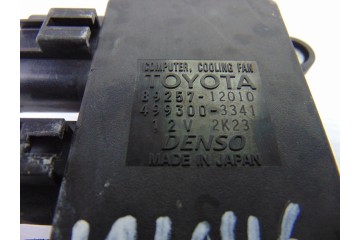 COMPUTER, COOLING FAN
TOYOTA
89257-12010
499300-3341
12V 2K23
DENSO
MADE IN JAPAN